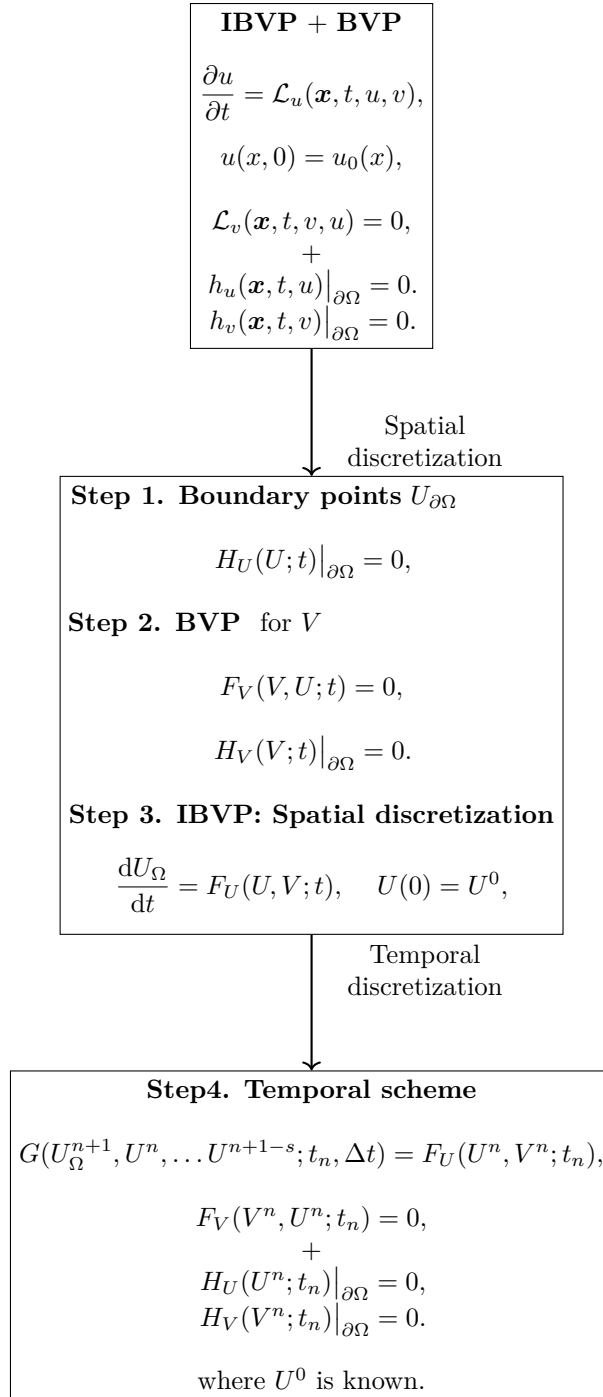 IBVP + BVP
∂u/∂t = ℒ_u(𝒙, t, u, v),
u(x, 0) = u_0(x),
ℒ_v(𝒙, t, v, u) = 0,
+
h_u(𝒙, t, u)|_∂Ω = 0.
h_v(𝒙, t, v)|_∂Ω = 0.
Spatial
discretization
Step 1. Boundary points U_∂Ω
H_U(U; t)|_∂Ω = 0,
Step 2. BVP for V
F_V(V, U; t) = 0,
H_V(V; t)|_∂Ω = 0.
Step 3. IBVP: Spatial discretization
dU_Ω/dt = F_U(U, V; t), U(0) = U^0,
Temporal
discretization
Step4. Temporal scheme
G(U_Ω^{n+1}, U^n, … U^{n+1−s}; t_n, Δt) = F_U(U^n, V^n; t_n),
F_V(V^n, U^n; t_n) = 0,
+
H_U(U^n; t_n)|_∂Ω = 0,
H_V(V^n; t_n)|_∂Ω = 0.
where U^0 is known.